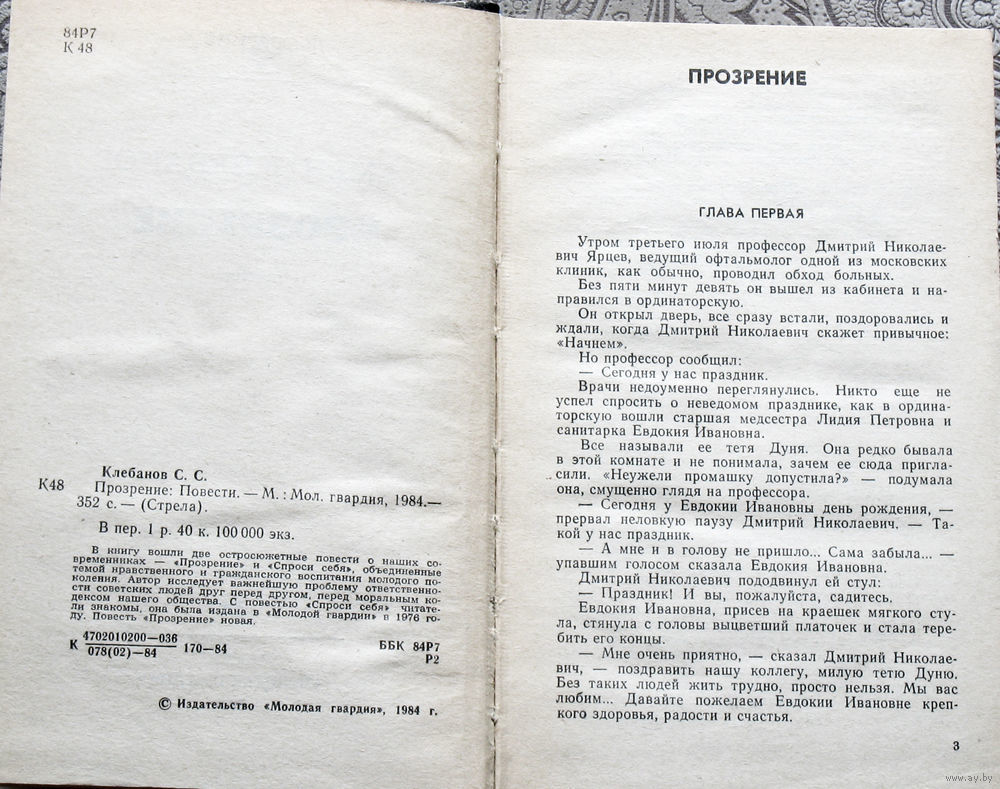 84Р7
К 48
Клебанов С. С.
К48
Прозрение: Повести. — М. : Мол. гвардия, 1984.—
352 с. — (Стрела).
В пер. 1 р. 40 к. 100 000 экз.
В книгу вошли две остросюжетные повести о наших со-
временниках — «Прозрение» и «Спроси себя», объединенные
темой нравственного и гражданского воспитания молодого по-
коления. Автор исследует важнейшую проблему ответственно-
сти советских людей друг перед другом, перед моральным ко-
дексом нашего общества. С повестью «Спроси себя» читате-
ли знакомы, она была издана в «Молодой гвардии» в 1976 го-
ду. Повесть «Прозрение» новая.
К 4702010200—036
078(02)—84 170—84
ББК 84Р7
Р2
© Издательство «Молодая гвардия», 1984 г.
ПРОЗРЕНИЕ
ГЛАВА ПЕРВАЯ
Утром третьего июля профессор Дмитрий Николае-
вич Ярцев, ведущий офтальмолог одной из московских
клиник, как обычно, проводил обход больных.
Без пяти минут девять он вышел из кабинета и на-
правился в ординаторскую.
Он открыл дверь, все сразу встали, поздоровались и
ждали, когда Дмитрий Николаевич скажет привычное:
«Начнем».
Но профессор сообщил:
— Сегодня у нас праздник.
Врачи недоуменно переглянулись. Никто еще не
успел спросить о неведомом празднике, как в ордина-
торскую вошли старшая медсестра Лидия Петровна и
санитарка Евдокия Ивановна.
Все называли ее тетя Дуня. Она редко бывала
в этой комнате и не понимала, зачем ее сюда пригла-
сили. «Неужели промашку допустила?» — подумала
она, смущенно глядя на профессора.
— Сегодня у Евдокии Ивановны день рождения, —
прервал неловкую паузу Дмитрий Николаевич. — Та-
кой у нас праздник.
— А мне и в голову не пришло... Сама забыла... —
упавшим голосом сказала Евдокия Ивановна.
Дмитрий Николаевич пододвинул ей стул:
— Праздник! И вы, пожалуйста, садитесь.
Евдокия Ивановна, присев на краешек мягкого сту-
ла, стянула с головы выцветший платочек и стала тере-
бить его концы.
— Мне очень приятно, — сказал Дмитрий Николае-
вич, — поздравить нашу коллегу, милую тетю Дуню.
Без таких людей жить трудно, просто нельзя. Мы вас
любим... Давайте пожелаем Евдокии Ивановне креп-
кого здоровья, радости и счастья.
3
www.ay.by